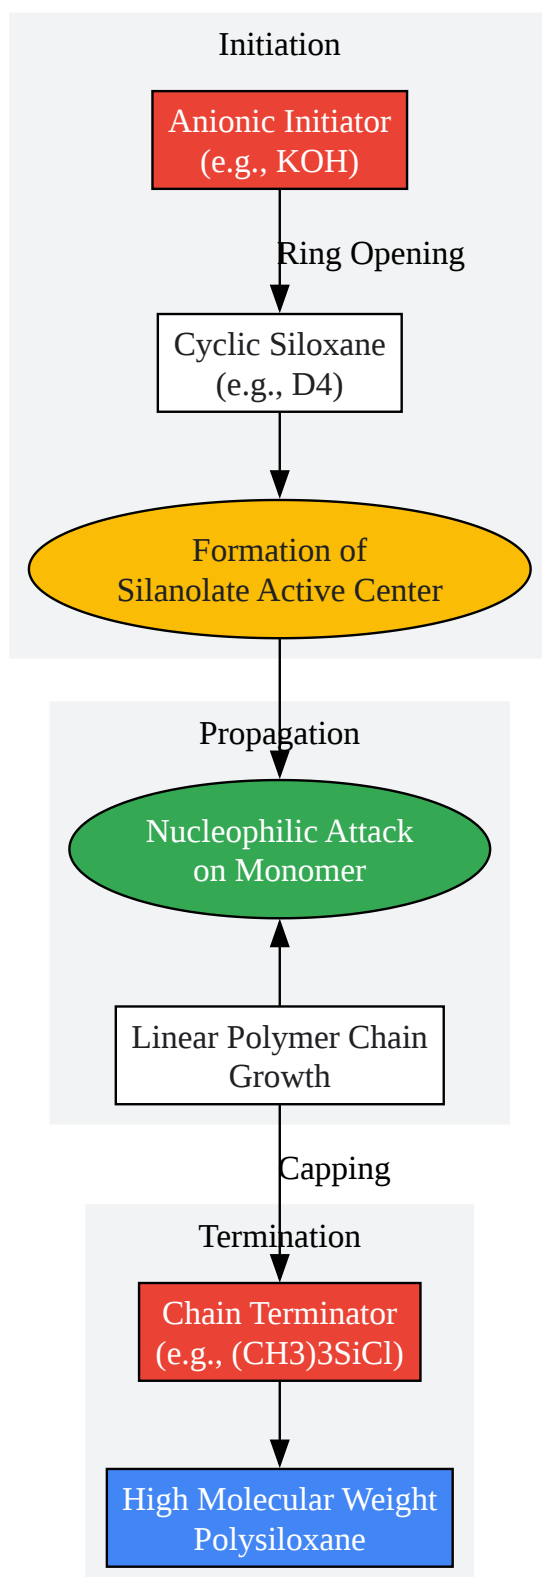 Initiation
Anionic Initiator
(e.g., KOH)
Ring Opening
Cyclic Siloxane
(e.g., D4)
Formation of
Silanolate Active Center
Propagation
Nucleophilic Attack
on Monomer
Linear Polymer Chain
Growth
Capping
Termination
Chain Terminator
(e.g., (CH3)3SiCl)
High Molecular Weight
Polysiloxane